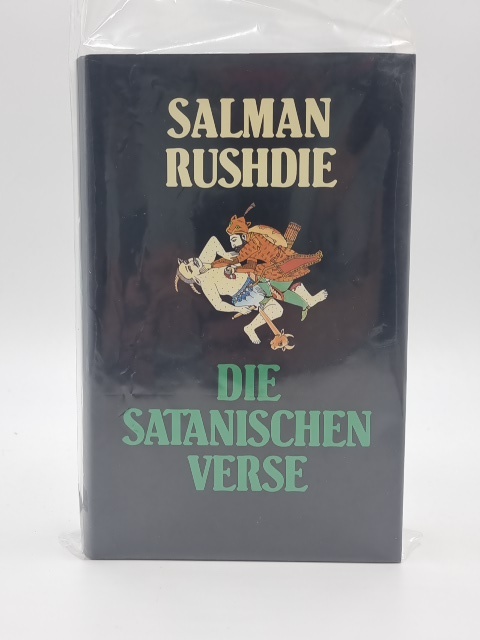 SALMAN
RUSHDIE
DIE
SATANISCHEN
VERSE